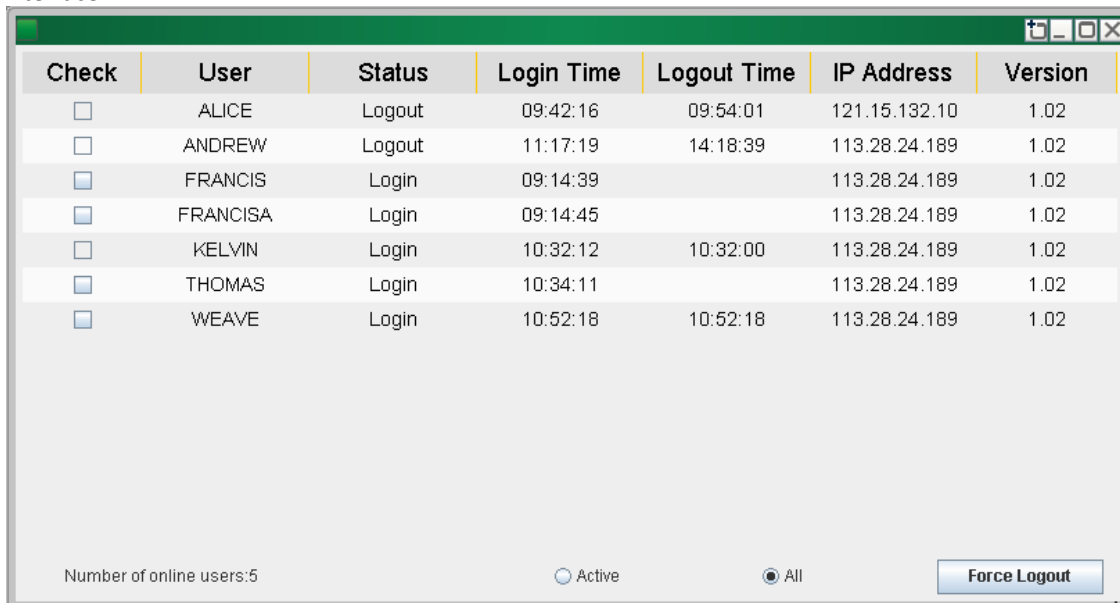 Check User Status Login Time Logout Time IP Address Version
ALICE Logout 09:42:16 09:54:01 121.15.132.10 1.02
ANDREW Logout 11:17:19 14:18:39 113.28.24.189 1.02
FRANCIS Login 09:14:39 113.28.24.189 1.02
FRANCISA Login 09:14:45 113.28.24.189 1.02
KELVIN Login 10:32:12 10:32:00 113.28.24.189 1.02
THOMAS Login 10:34:11 113.28.24.189 1.02
WEAVE Login 10:52:18 10:52:18 113.28.24.189 1.02
Number of online users:5 Active All Force Logout